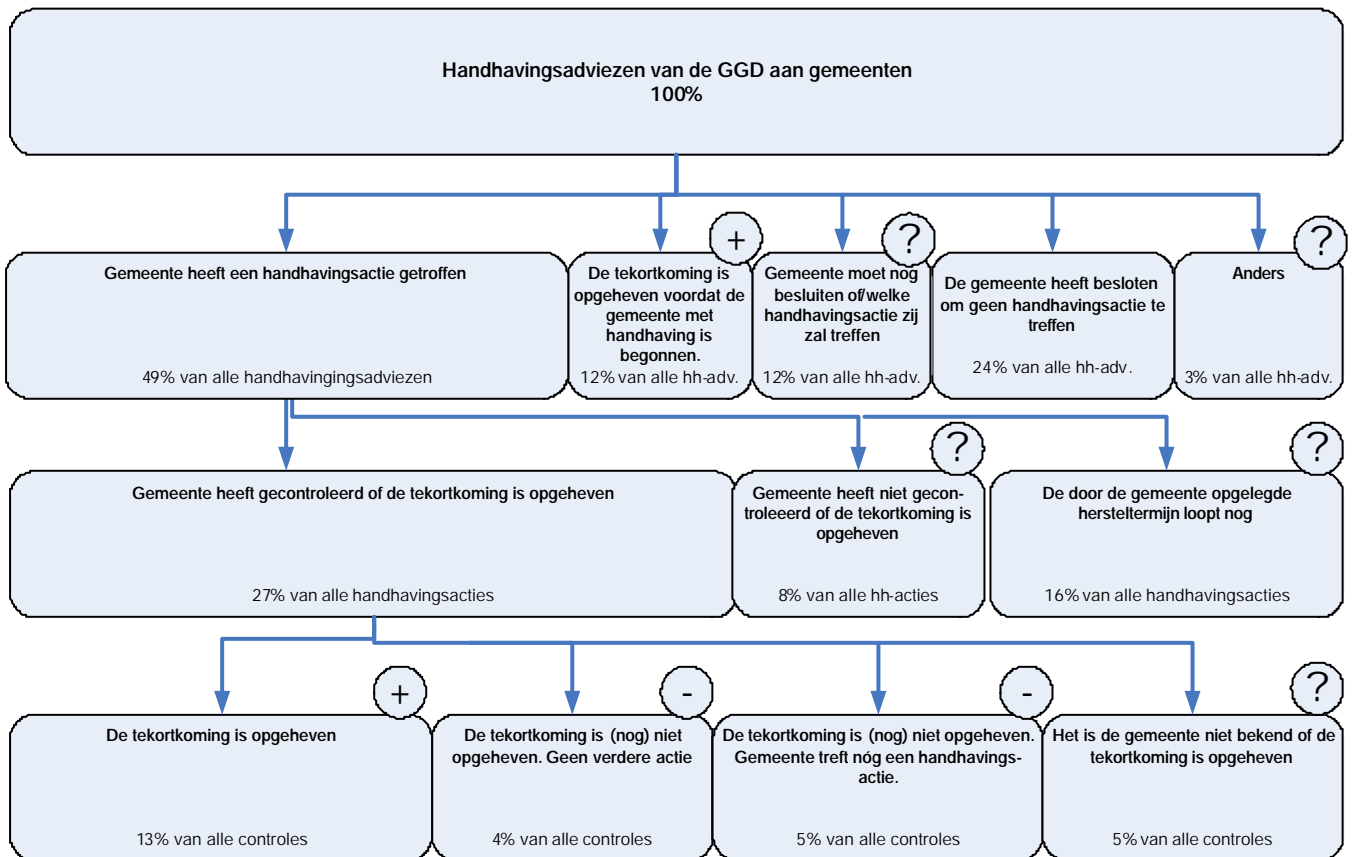 Handhavingsadviezen van de GGD aan gemeenten
100%
Gemeente heeft een handhavingsactie getroffen
49% van alle handhavingingsadviezen
+
De tekortkoming is
opgeheven voordat de
gemeente met
handhaving is
begonnen.
12% van alle hh-adv.
?
Gemeente moet nog
besluiten of/welke
handhavingsactie zij
zal treffen
12% van alle hh-adv.
De gemeente heeft besloten
om geen handhavingsactie te
treffen
24% van alle hh-adv.
?
Anders
3% van alle hh-adv.
Gemeente heeft gecontroleerd of de tekortkoming is opgeheven
27% van alle handhavingsacties
?
Gemeente heeft niet gecon-
troleeerd of de tekortkoming is
opgeheven
8% van alle hh-acties
?
De door de gemeente opgelegde
hersteltermijn loopt nog
16% van alle handhavingsacties
+
De tekortkoming is opgeheven
13% van alle controles
-
De tekortkoming is (nog) niet
opgeheven. Geen verdere actie
4% van alle controles
-
De tekortkoming is (nog) niet opgeheven.
Gemeente treft nóg een handhavings-
actie.
5% van alle controles
?
Het is de gemeente niet bekend of de
tekortkoming is opgeheven
5% van alle controles